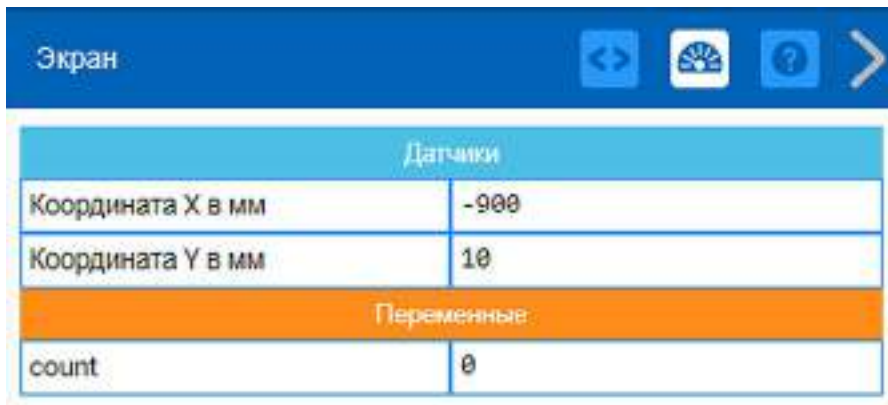 Экран
Датчики
Координата X в мм -900
Координата Y в мм 10
Переменные
count 0